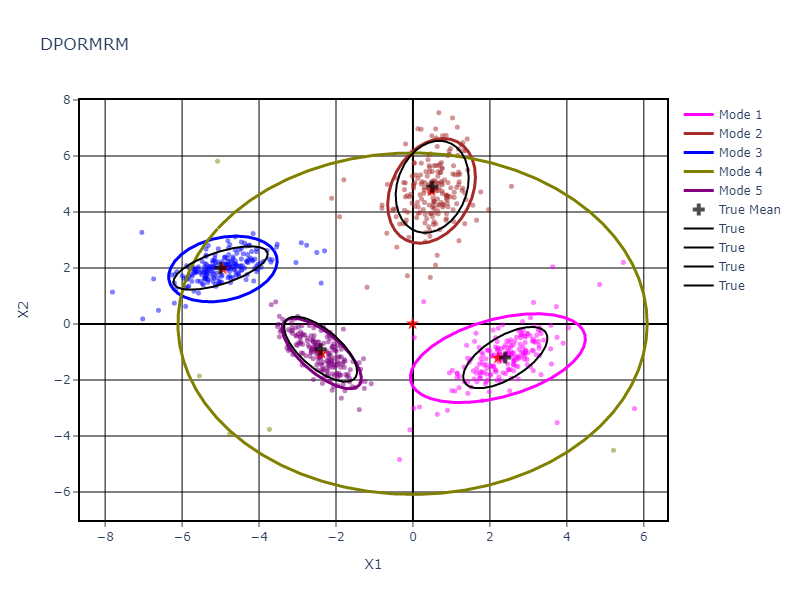 DPORMRM
8
6
4
2
0
−2
−4
−6
−8
−6
−4
−2
0
2
4
6
X1
X2
Mode 1
Mode 2
Mode 3
Mode 4
Mode 5
True Mean
True
True
True
True